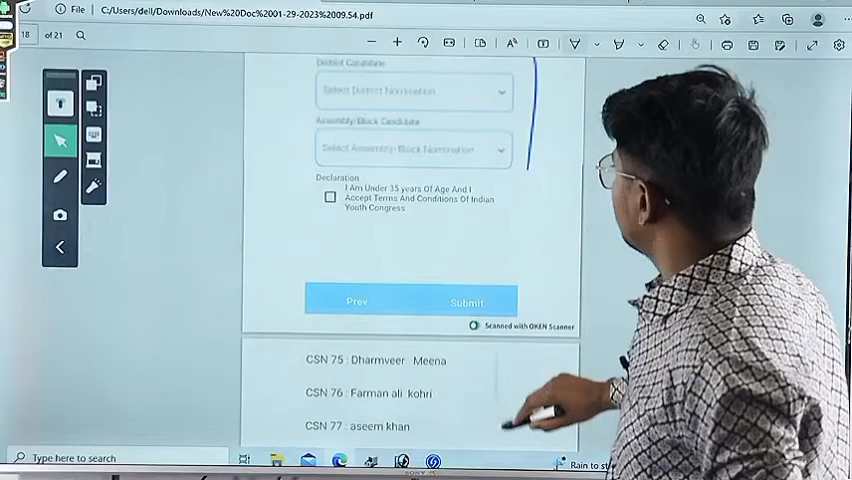 File C:/Users/dell/Downloads/New%20Doc%2001-29-2023%2009.54.pdf
18 of 21
District Candidate
Select District Nomination
Assembly/Block Candidate
Select Assembly/Block Nomination
Declaration
I Am Under 35 years Of Age And I
Accept Terms And Conditions Of Indian
Youth Congress
Prev Submit
Scanned with OKEN Scanner
CSN 75 : Dharmveer Meena
CSN 76 : Farman ali kohri
CSN 77 : aseem khan
Type here to search
Rain to st
SONY